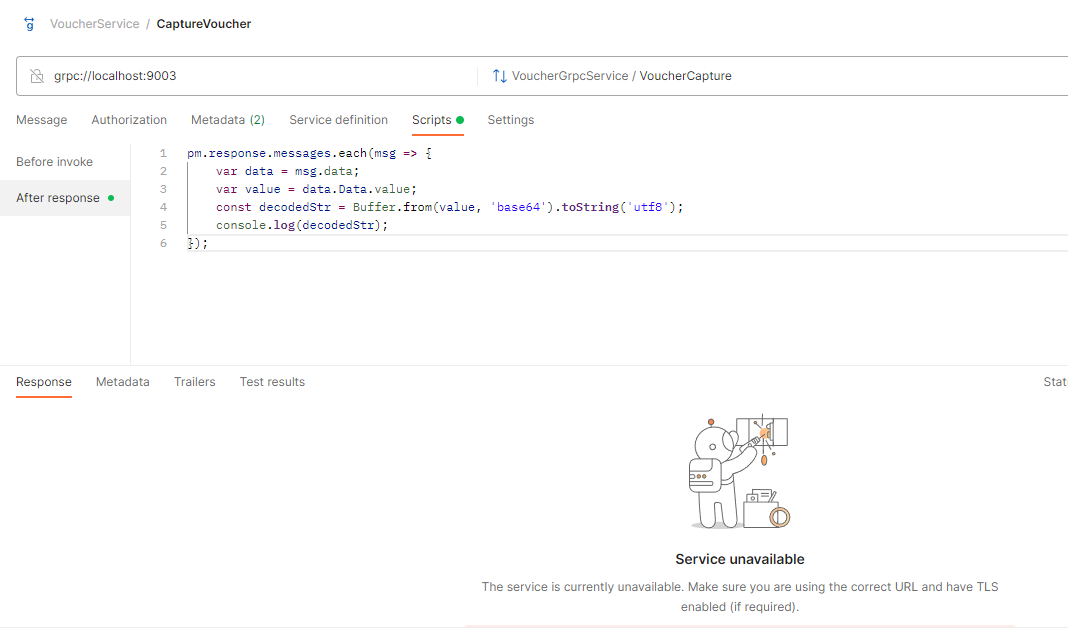 VoucherService / CaptureVoucher
grpc://localhost:9003
VoucherGrpcService / VoucherCapture
Message Authorization Metadata (2) Service definition Scripts Settings
Before invoke
After response
1 pm.response.messages.each(msg => {
2 var data = msg.data;
3 var value = data.Data.value;
4 const decodedStr = Buffer.from(value, 'base64').toString('utf8');
5 console.log(decodedStr);
6 });
Response Metadata Trailers Test results
Stat
Service unavailable
The service is currently unavailable. Make sure you are using the correct URL and have TLS
enabled (if required).